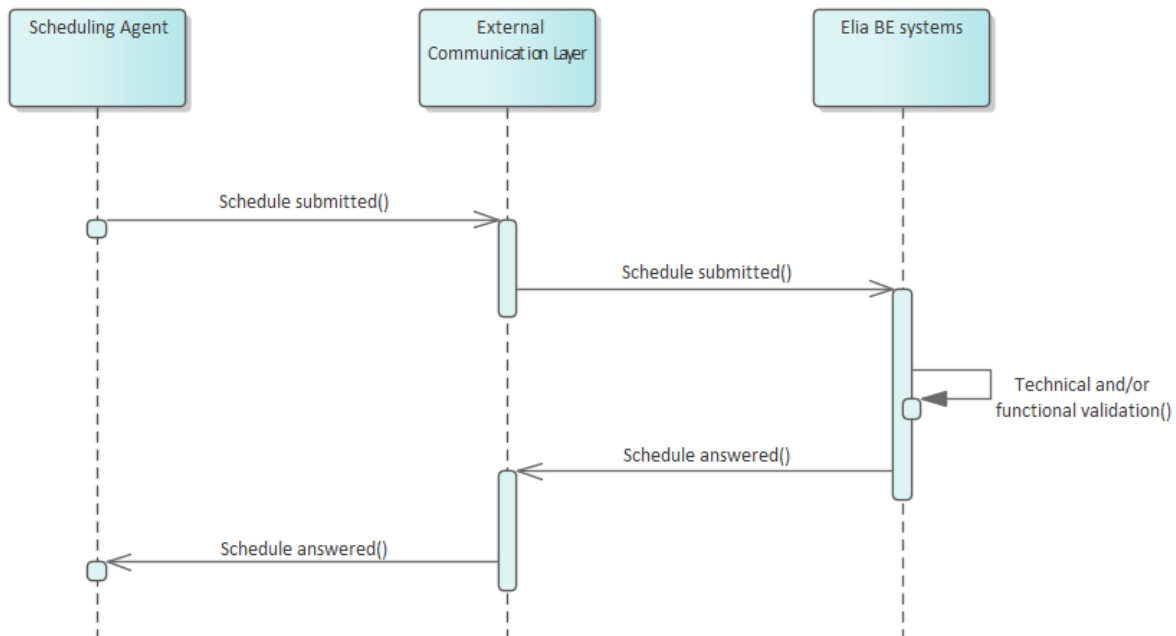 Scheduling Agent
External
Communication Layer
Elia BE systems
Schedule submitted()
Schedule submitted()
Technical and/or
functional validation()
Schedule answered()
Schedule answered()